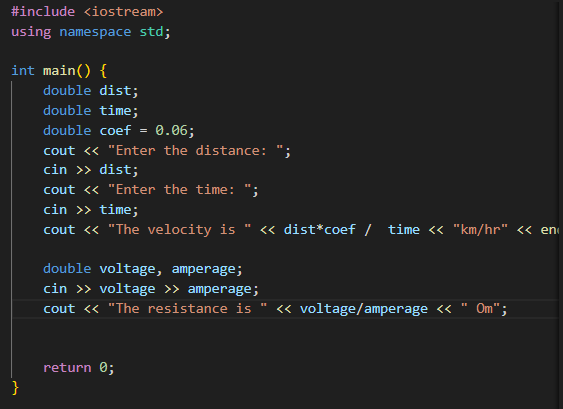 #include <iostream>
using namespace std;
int main() {
double dist;
double time;
double coef = 0.06;
cout << "Enter the distance: ";
cin >> dist;
cout << "Enter the time: ";
cin >> time;
cout << "The velocity is " << dist*coef /  time << "km/hr" << en
double voltage, amperage;
cin >> voltage >> amperage;
cout << "The resistance is " << voltage/amperage << " Om";
return 0;
}